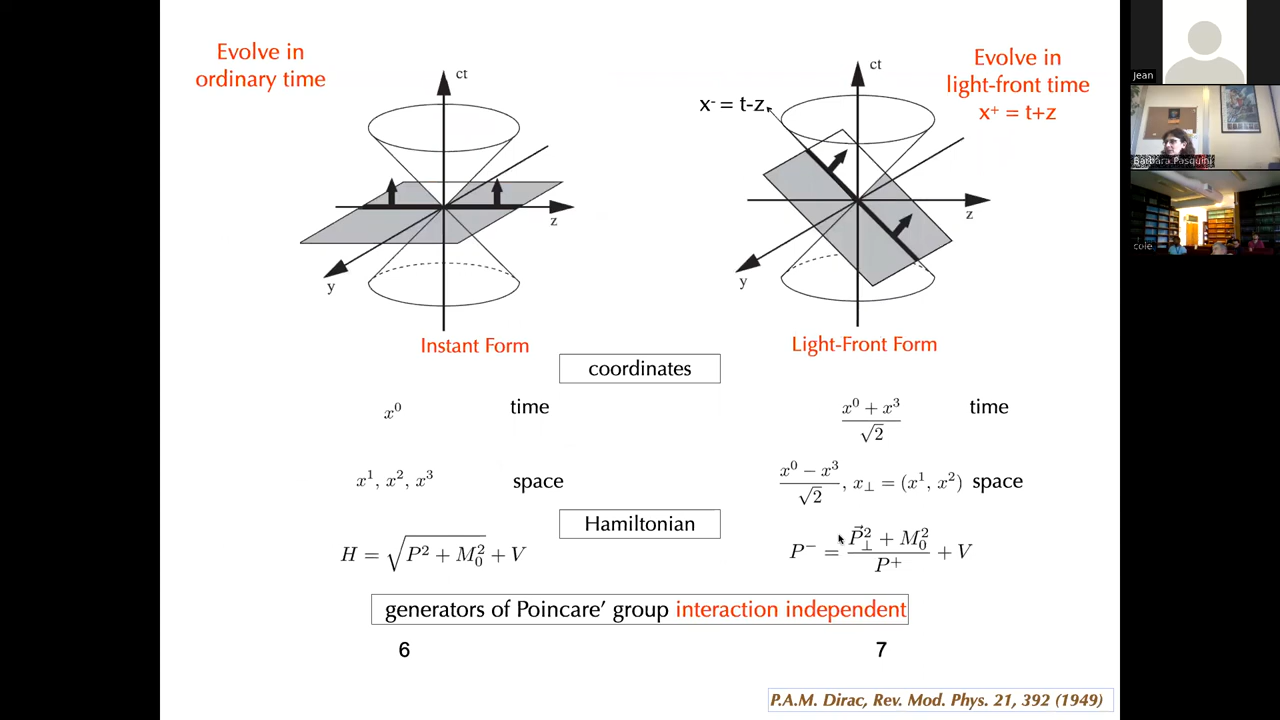 Evolve in
ordinary time
ct
z
y
Instant Form
x⁻ = t-z
ct
z
y
Evolve in
light-front time
x⁺ = t+z
Light-Front Form
coordinates
x⁰ time
(x⁰ + x³)/√2 time
x¹, x², x³ space
(x⁰ − x³)/√2, x⊥ = (x¹, x²) space
Hamiltonian
H = √(P² + M₀²) + V
P⁻ = (P⃗⊥² + M₀²)/P⁺ + V
generators of Poincare' group interaction independent
6
7
P.A.M. Dirac, Rev. Mod. Phys. 21, 392 (1949)
Jean
Barbara Pasquini
cole